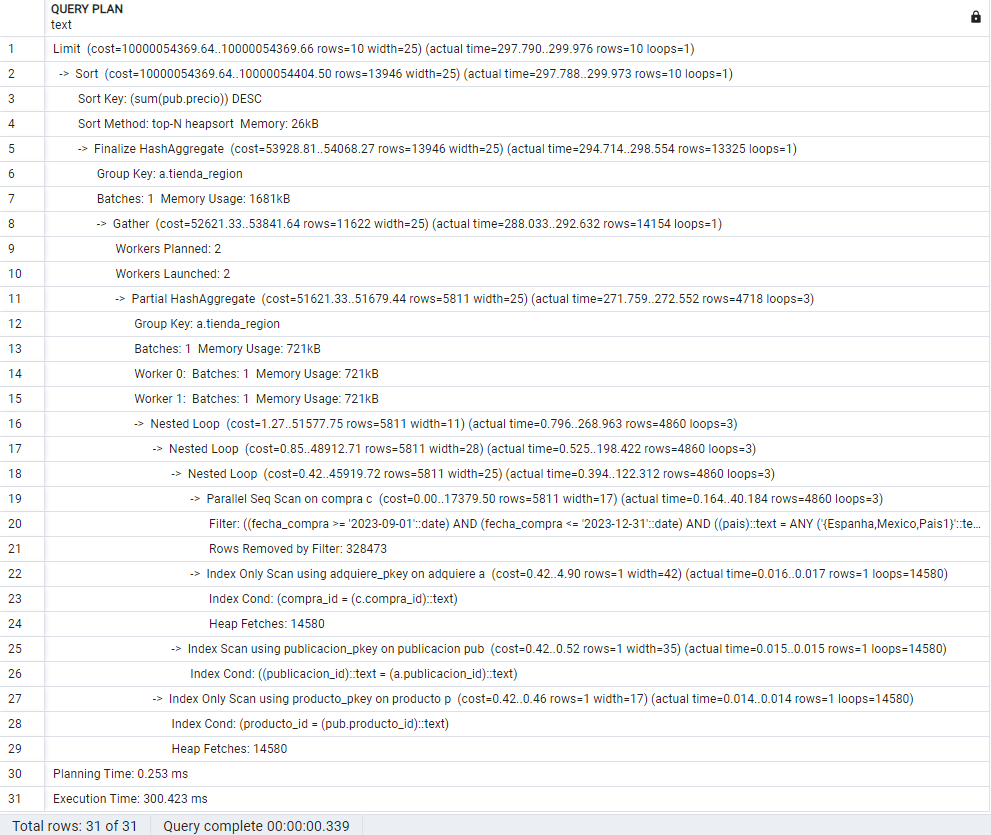 QUERY PLAN
text
1 Limit (cost=10000054369.64..10000054369.66 rows=10 width=25) (actual time=297.790..299.976 rows=10 loops=1)
2 -> Sort (cost=10000054369.64..10000054404.50 rows=13946 width=25) (actual time=297.788..299.973 rows=10 loops=1)
3 Sort Key: (sum(pub.precio)) DESC
4 Sort Method: top-N heapsort Memory: 26kB
5 -> Finalize HashAggregate (cost=53928.81..54068.27 rows=13946 width=25) (actual time=294.714..298.554 rows=13325 loops=1)
6 Group Key: a.tienda_region
7 Batches: 1 Memory Usage: 1681kB
8 -> Gather (cost=52621.33..53841.64 rows=11622 width=25) (actual time=288.033..292.632 rows=14154 loops=1)
9 Workers Planned: 2
10 Workers Launched: 2
11 -> Partial HashAggregate (cost=51621.33..51679.44 rows=5811 width=25) (actual time=271.759..272.552 rows=4718 loops=3)
12 Group Key: a.tienda_region
13 Batches: 1 Memory Usage: 721kB
14 Worker 0: Batches: 1 Memory Usage: 721kB
15 Worker 1: Batches: 1 Memory Usage: 721kB
16 -> Nested Loop (cost=1.27..51577.75 rows=5811 width=11) (actual time=0.796..268.963 rows=4860 loops=3)
17 -> Nested Loop (cost=0.85..48912.71 rows=5811 width=28) (actual time=0.525..198.422 rows=4860 loops=3)
18 -> Nested Loop (cost=0.42..45919.72 rows=5811 width=25) (actual time=0.394..122.312 rows=4860 loops=3)
19 -> Parallel Seq Scan on compra c (cost=0.00..17379.50 rows=5811 width=17) (actual time=0.164..40.184 rows=4860 loops=3)
20 Filter: ((fecha_compra >= '2023-09-01'::date) AND (fecha_compra <= '2023-12-31'::date) AND ((pais)::text = ANY ('{Espanha,Mexico,Pais1}'::te...
21 Rows Removed by Filter: 328473
22 -> Index Only Scan using adquiere_pkey on adquiere a (cost=0.42..4.90 rows=1 width=42) (actual time=0.016..0.017 rows=1 loops=14580)
23 Index Cond: (compra_id = (c.compra_id)::text)
24 Heap Fetches: 14580
25 -> Index Scan using publicacion_pkey on publicacion pub (cost=0.42..0.52 rows=1 width=35) (actual time=0.015..0.015 rows=1 loops=14580)
26 Index Cond: ((publicacion_id)::text = (a.publicacion_id)::text)
27 -> Index Only Scan using producto_pkey on producto p (cost=0.42..0.46 rows=1 width=17) (actual time=0.014..0.014 rows=1 loops=14580)
28 Index Cond: (producto_id = (pub.producto_id)::text)
29 Heap Fetches: 14580
30 Planning Time: 0.253 ms
31 Execution Time: 300.423 ms
Total rows: 31 of 31 Query complete 00:00:00.339